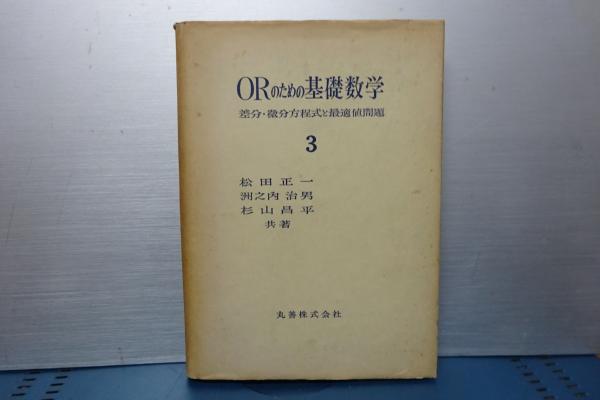 ORのための基礎数学
差分・微分方程式と最適値問題
3
松田正一
洲之内治男
杉山昌平
共著
丸善株式会社